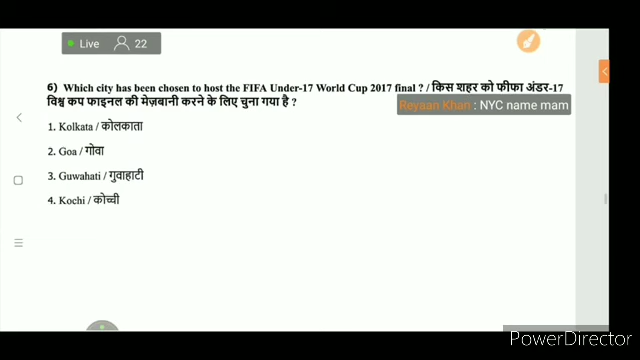 Live 22
6) Which city has been chosen to host the FIFA Under-17 World Cup 2017 final ? / किस शहर को फीफा अंडर-17
विश्व कप फाइनल की मेज़बानी करने के लिए चुना गया है ?
Reyaan Khan : NYC name mam
1. Kolkata / कोलकाता
2. Goa / गोवा
3. Guwahati / गुवाहाटी
4. Kochi / कोच्ची
PowerDirector